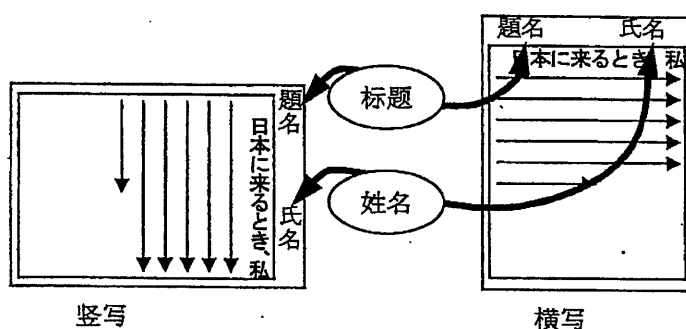 題名
氏名
日本に来るとき、私
竖写
标题
姓名
題名 氏名
日本に来るとき、私
横写